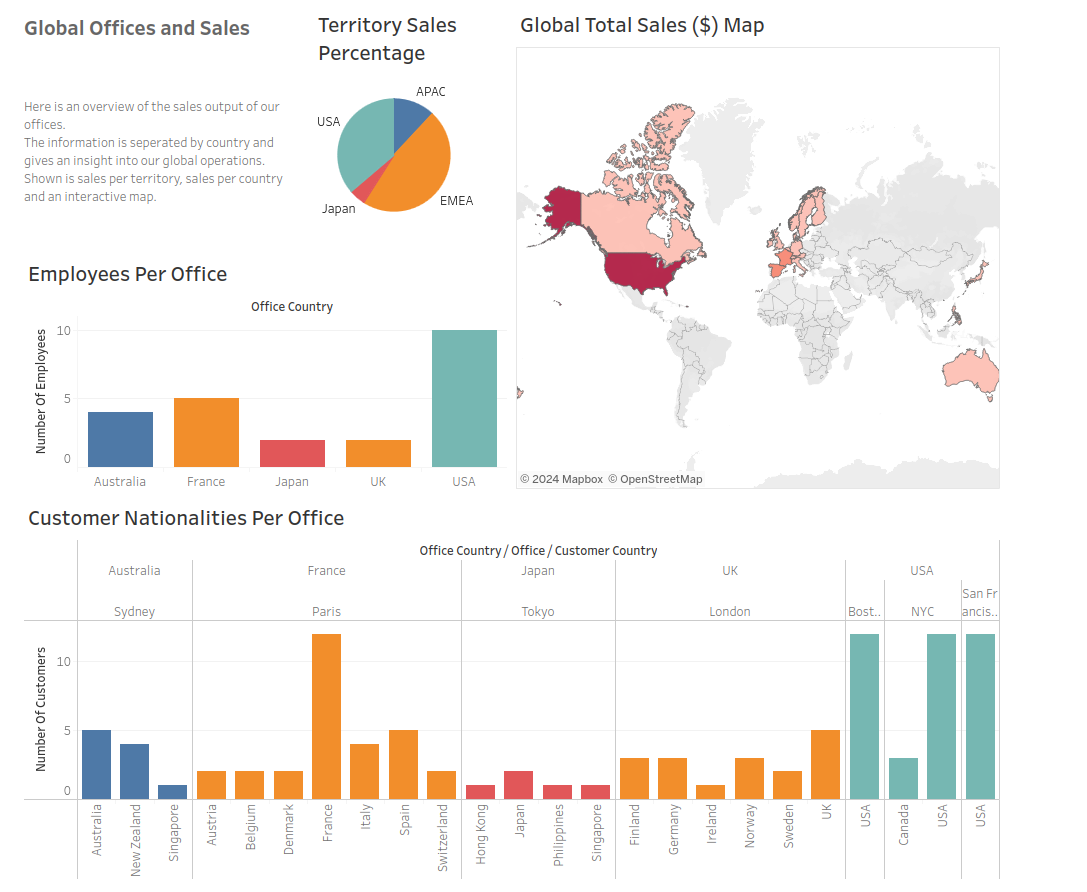 Global Offices and Sales
Here is an overview of the sales output of our
offices.
The information is seperated by country and
gives an insight into our global operations.
Shown is sales per territory, sales per country
and an interactive map.
Territory Sales
Percentage
APAC
USA
EMEA
Japan
Global Total Sales ($) Map
© 2024 Mapbox © OpenStreetMap
Employees Per Office
Office Country
Number Of Employees
10
5
0
Australia France Japan UK USA
Customer Nationalities Per Office
Office Country / Office / Customer Country
Australia France Japan UK USA
Sydney Paris Tokyo London Bost.. NYC San Fr
ancis..
Number Of Customers
10
5
0
Australia
New Zealand
Singapore
Austria
Belgium
Denmark
France
Italy
Spain
Switzerland
Hong Kong
Japan
Philippines
Singapore
Finland
Germany
Ireland
Norway
Sweden
UK
USA
Canada
USA
USA